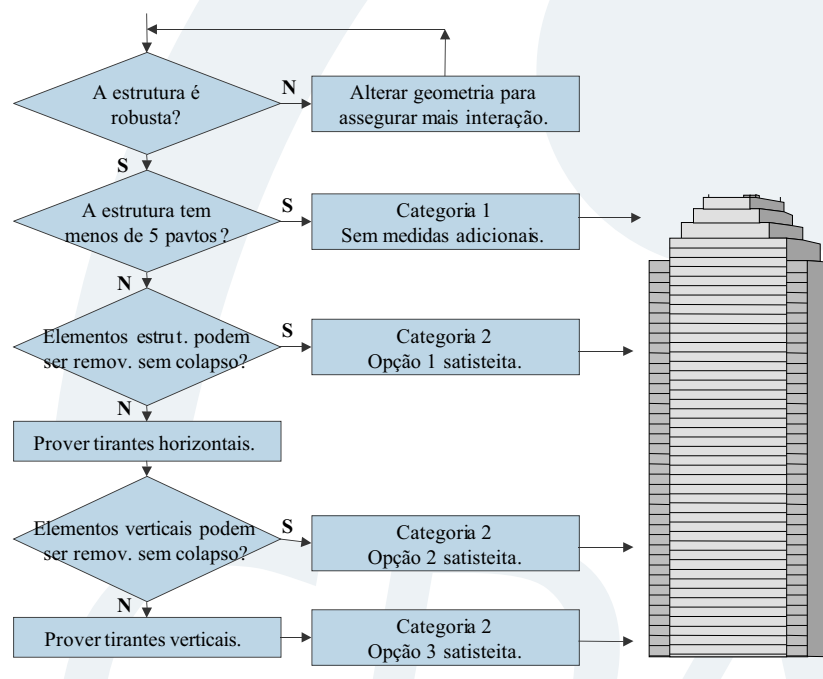 A estrutura é
robusta?
N
Alterar geometria para
assegurar mais interação.
S
A estrutura tem
menos de 5 pavtos?
S
Categoria 1
Sem medidas adicionais.
N
Elementos estrut. podem
ser remov. sem colapso?
S
Categoria 2
Opção 1 satisteita.
N
Prover tirantes horizontais.
Elementos verticais podem
ser remov. sem colapso?
S
Categoria 2
Opção 2 satisteita.
N
Prover tirantes verticais.
Categoria 2
Opção 3 satisteita.